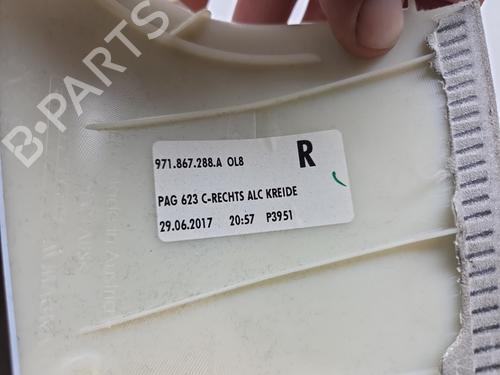 B-PARTS
971.867.288.A OL8 R
PAG 623 C-RECHTS ALC KREIDE
29.06.2017 20:57 P3951